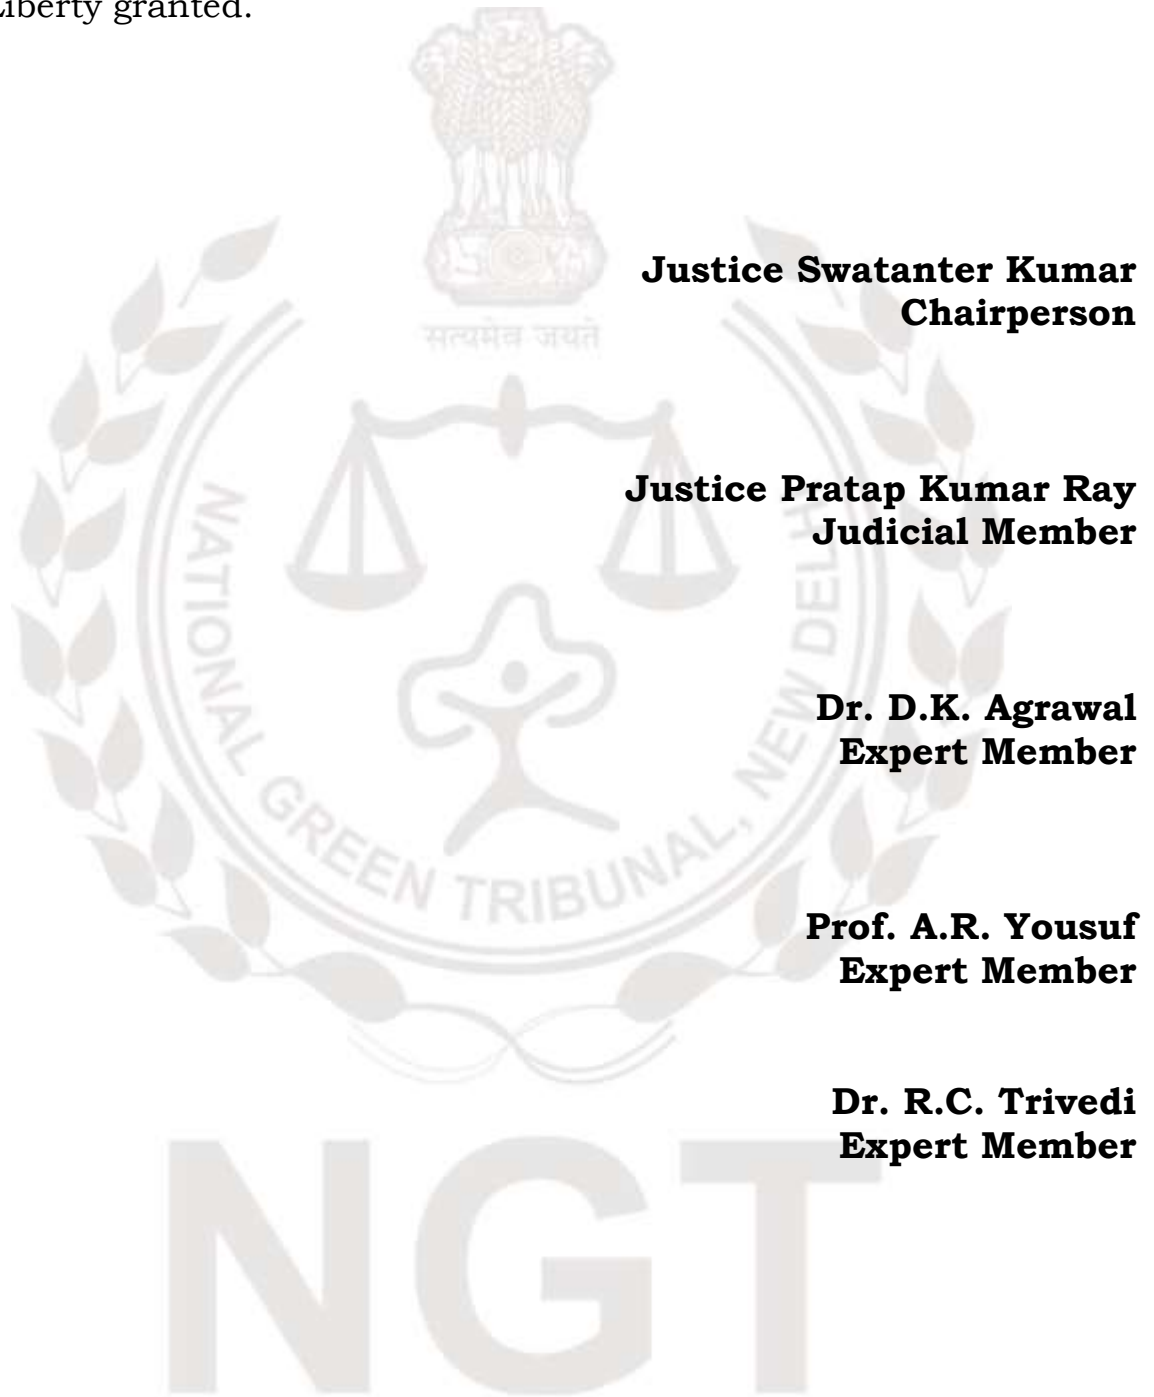 Liberty granted.
सत्यमेव जयते
Justice Swatanter Kumar
Chairperson
Justice Pratap Kumar Ray
Judicial Member
Dr. D.K. Agrawal
Expert Member
Prof. A.R. Yousuf
Expert Member
Dr. R.C. Trivedi
Expert Member
NATIONAL GREEN TRIBUNAL, NEW DELHI
NGT